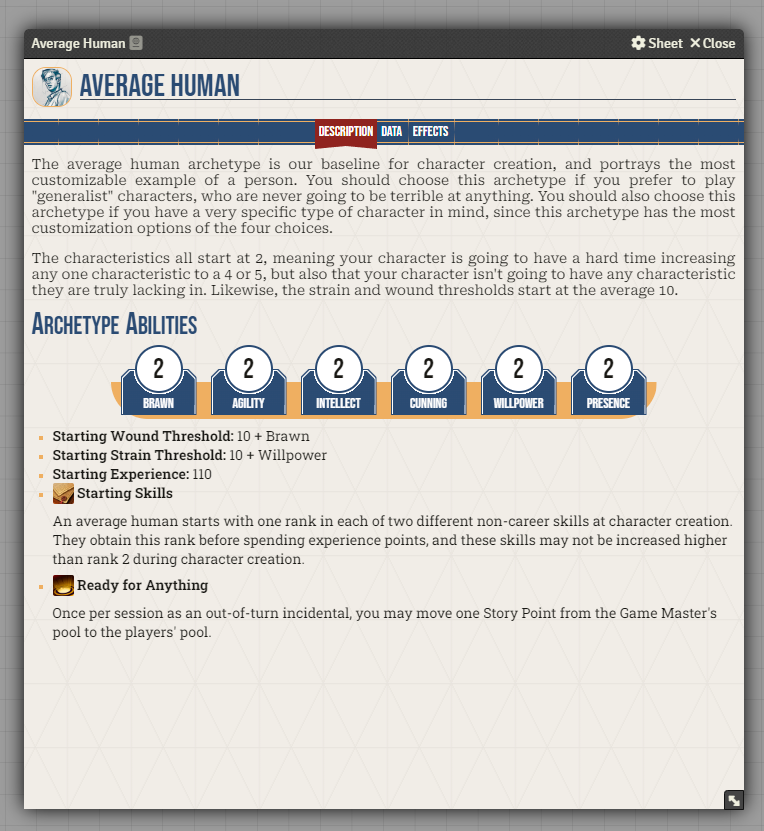 Average Human
Sheet Close
AVERAGE HUMAN
DESCRIPTION DATA EFFECTS
The average human archetype is our baseline for character creation, and portrays the most
customizable example of a person. You should choose this archetype if you prefer to play
"generalist" characters, who are never going to be terrible at anything. You should also choose this
archetype if you have a very specific type of character in mind, since this archetype has the most
customization options of the four choices.
The characteristics all start at 2, meaning your character is going to have a hard time increasing
any one characteristic to a 4 or 5, but also that your character isn't going to have any characteristic
they are truly lacking in. Likewise, the strain and wound thresholds start at the average 10.
ARCHETYPE ABILITIES
2 2 2 2 2 2
BRAWN AGILITY INTELLECT CUNNING WILLPOWER PRESENCE
Starting Wound Threshold: 10 + Brawn
Starting Strain Threshold: 10 + Willpower
Starting Experience: 110
Starting Skills
An average human starts with one rank in each of two different non-career skills at character creation.
They obtain this rank before spending experience points, and these skills may not be increased higher
than rank 2 during character creation.
Ready for Anything
Once per session as an out-of-turn incidental, you may move one Story Point from the Game Master's
pool to the players' pool.